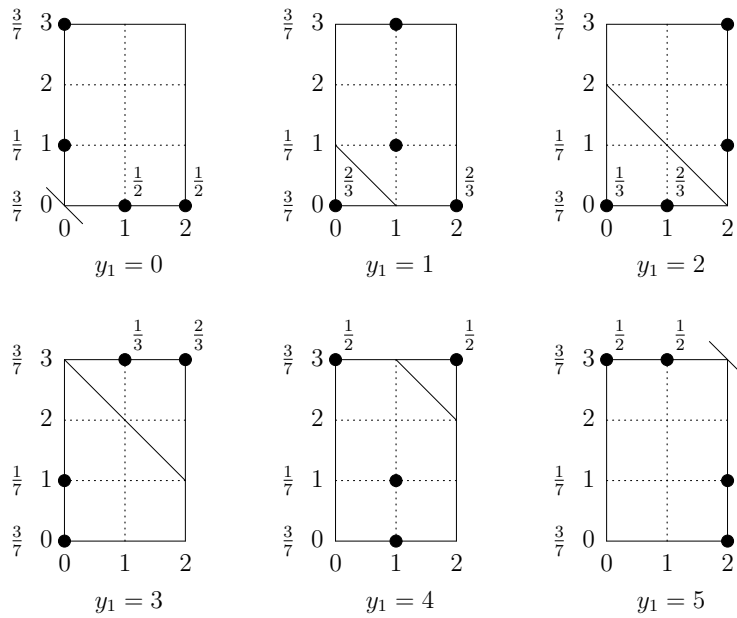 3/7 3
2
1/7 1
1/2 1/2
3/7 0
0 1 2
y₁ = 0
3/7 3
2
1/7 1
2/3 2/3
3/7 0
0 1 2
y₁ = 1
3/7 3
2
1/7 1
1/3 2/3
3/7 0
0 1 2
y₁ = 2
1/3 2/3
3/7 3
2
1/7 1
3/7 0
0 1 2
y₁ = 3
1/2 1/2
3/7 3
2
1/7 1
3/7 0
0 1 2
y₁ = 4
1/2 1/2
3/7 3
2
1/7 1
3/7 0
0 1 2
y₁ = 5